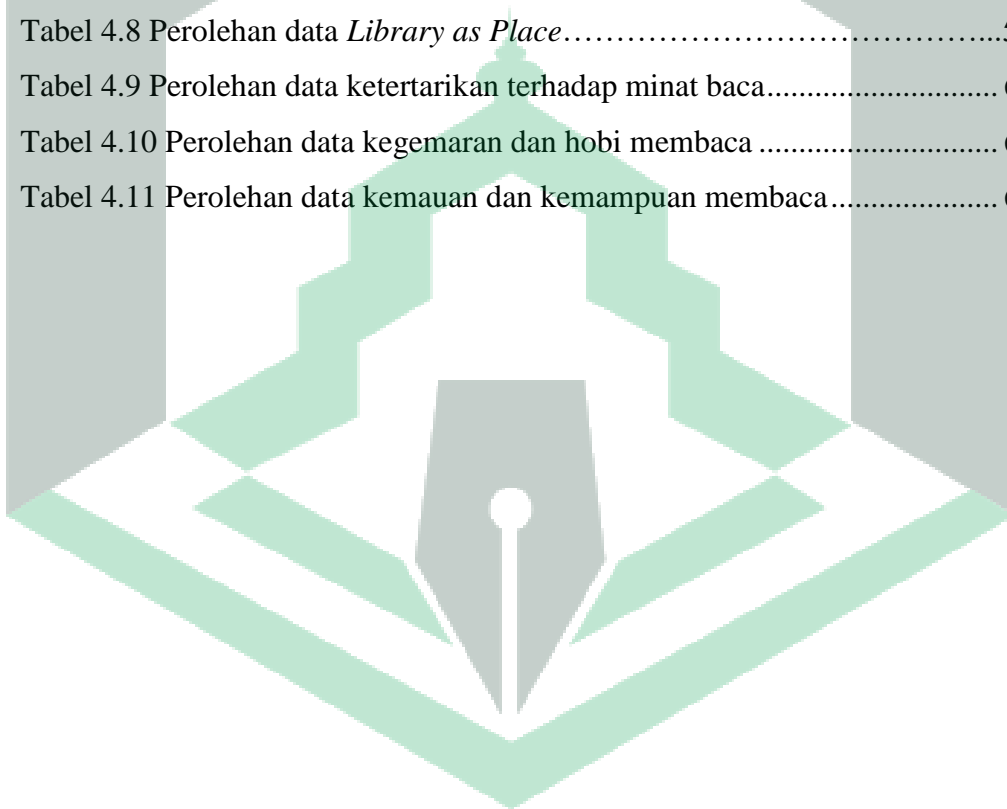 Tabel 4.8 Perolehan data Library as Place…………………………………...5
Tabel 4.9 Perolehan data ketertarikan terhadap minat baca.............................
Tabel 4.10 Perolehan data kegemaran dan hobi membaca ..............................
Tabel 4.11 Perolehan data kemauan dan kemampuan membaca.....................